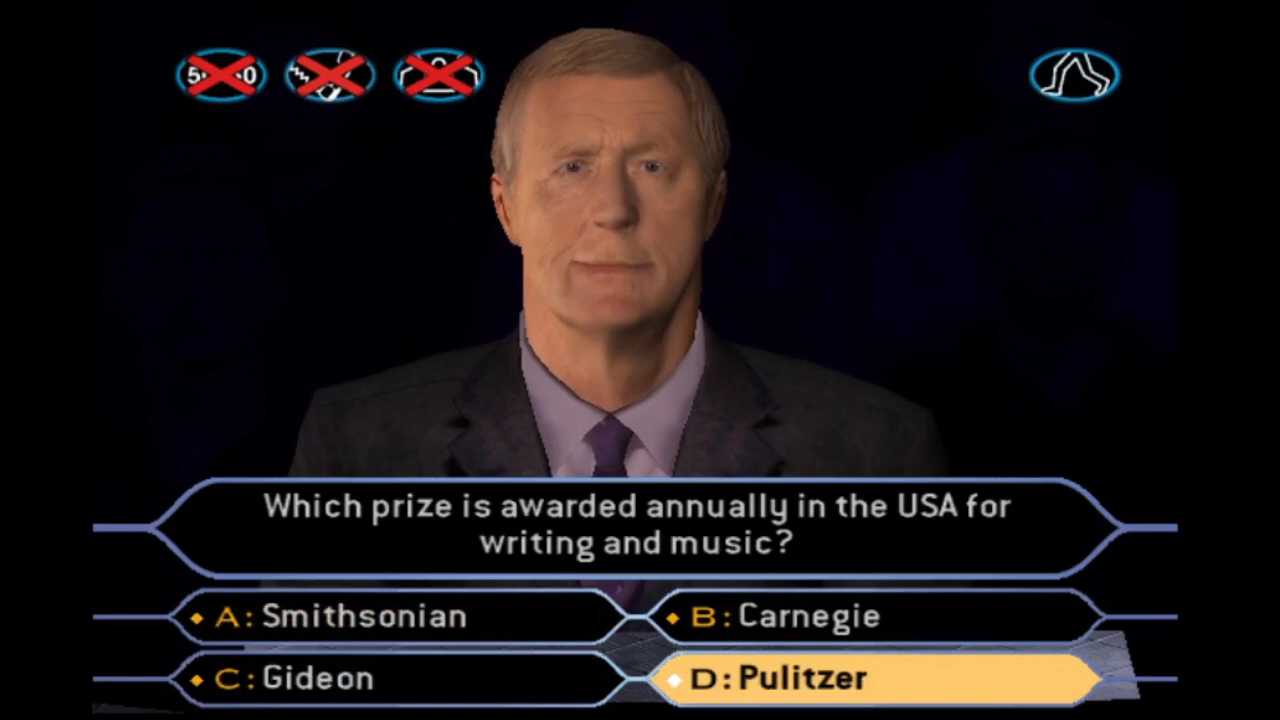 Which prize is awarded annually in the USA for
writing and music?
A: Smithsonian
B: Carnegie
C: Gideon
D: Pulitzer